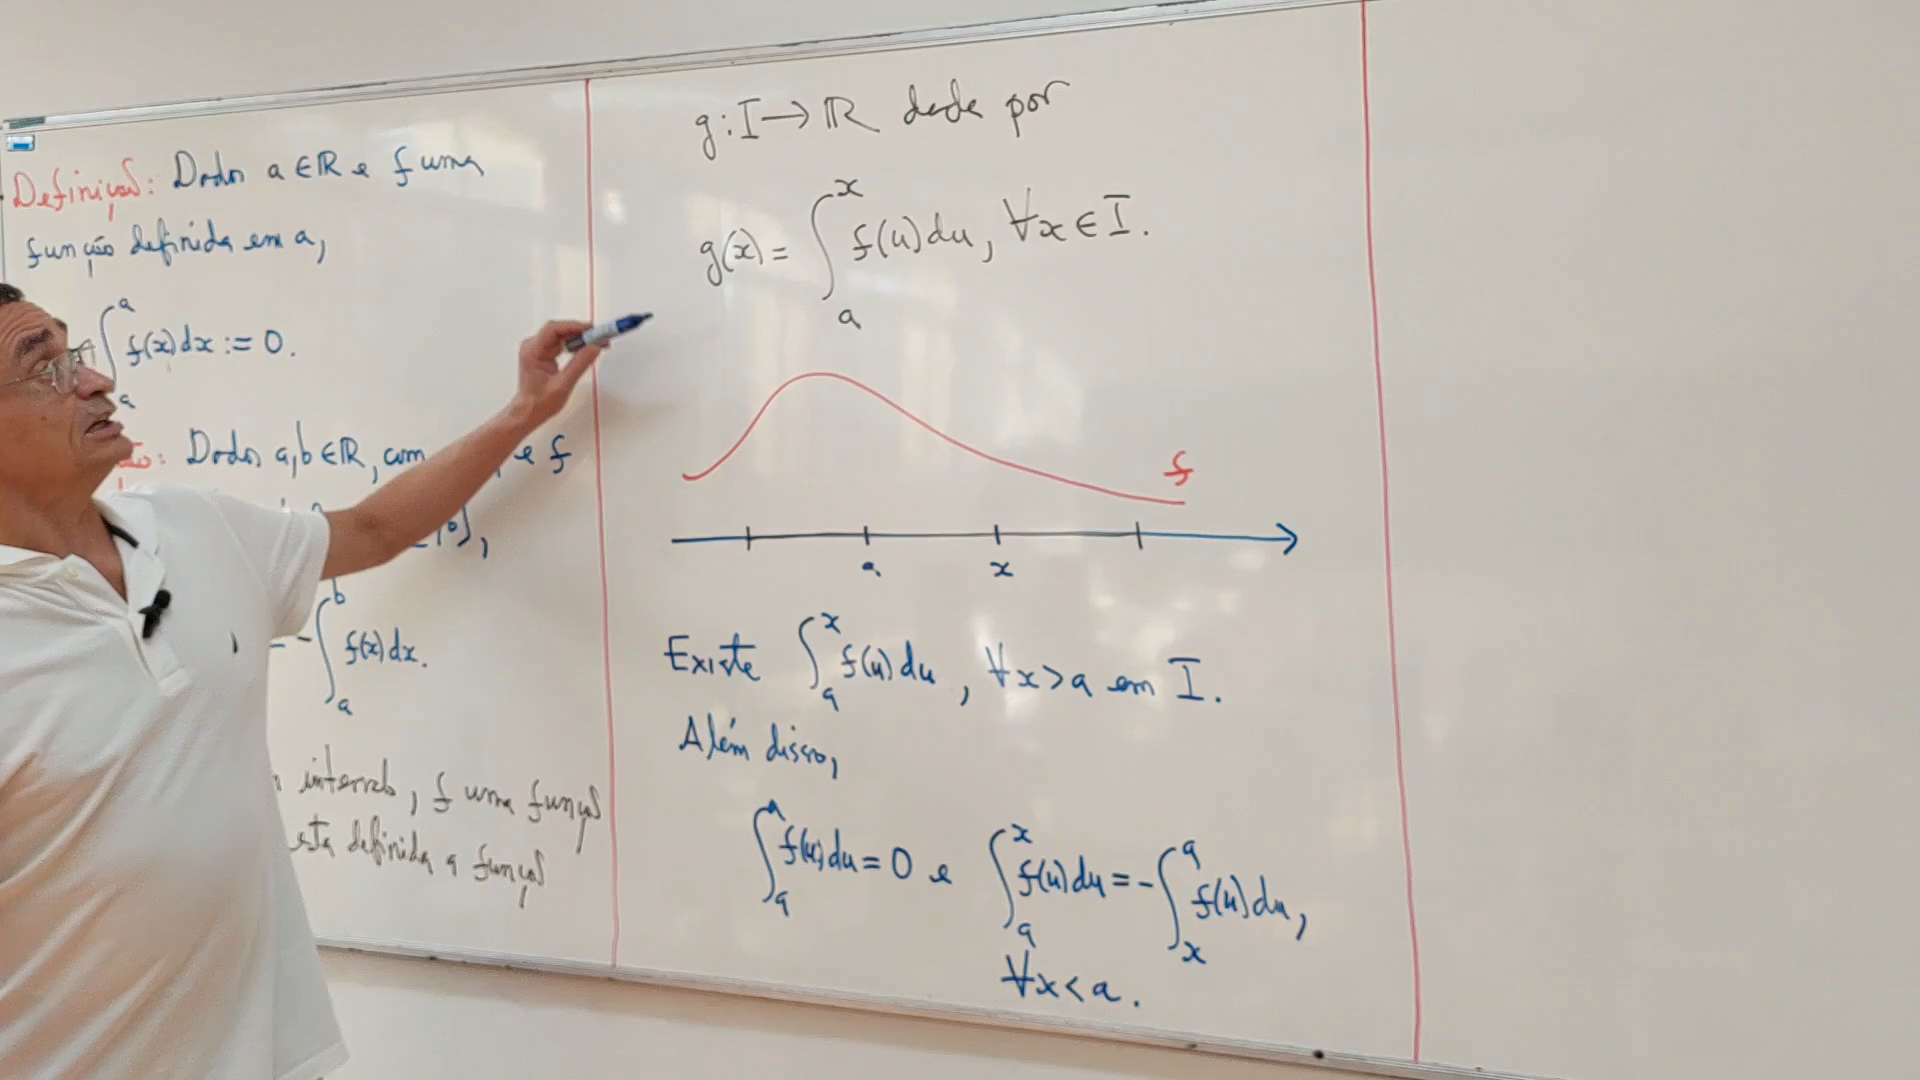 Definição: Dados a ∈ ℝ e f uma
função definida em a,
∫_a^a f(x)dx := 0.
Dados a,b ∈ ℝ, com e f
= -∫_a^b f(x)dx.
intervalo, f uma função
está definida a função
g: I → ℝ dada por
g(x) = ∫_a^x f(u)du, ∀x ∈ I.
f
a x
Existe ∫_a^x f(u)du, ∀x > a em I.
Além disso,
∫_a^a f(u)du = 0 e ∫_a^x f(u)du = -∫_x^a f(u)du,
∀x < a.